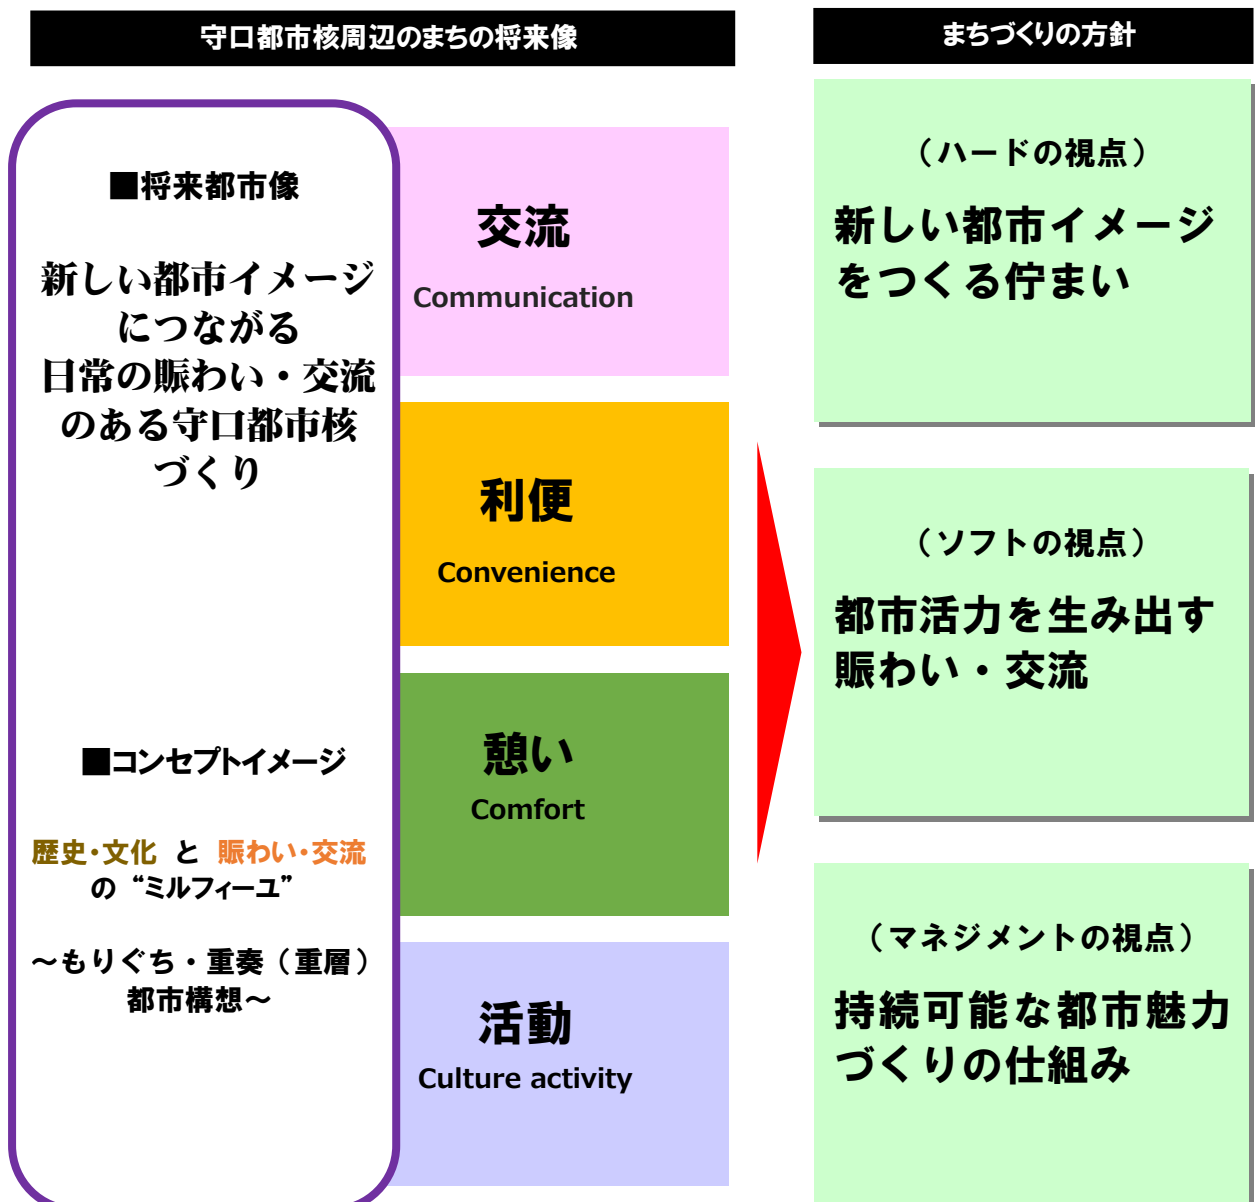 守口都市核周辺のまちの将来像
■将来都市像
新しい都市イメージ
につながる
日常の賑わい・交流
のある守口都市核
づくり
■コンセプトイメージ
歴史・文化 と 賑わい・交流
の “ミルフィーユ”
～もりぐち・重奏（重層）
都市構想～
交流
Communication
利便
Convenience
憩い
Comfort
活動
Culture activity
まちづくりの方針
（ハードの視点）
新しい都市イメージ
をつくる佇まい
（ソフトの視点）
都市活力を生み出す
賑わい・交流
（マネジメントの視点）
持続可能な都市魅力
づくりの仕組み